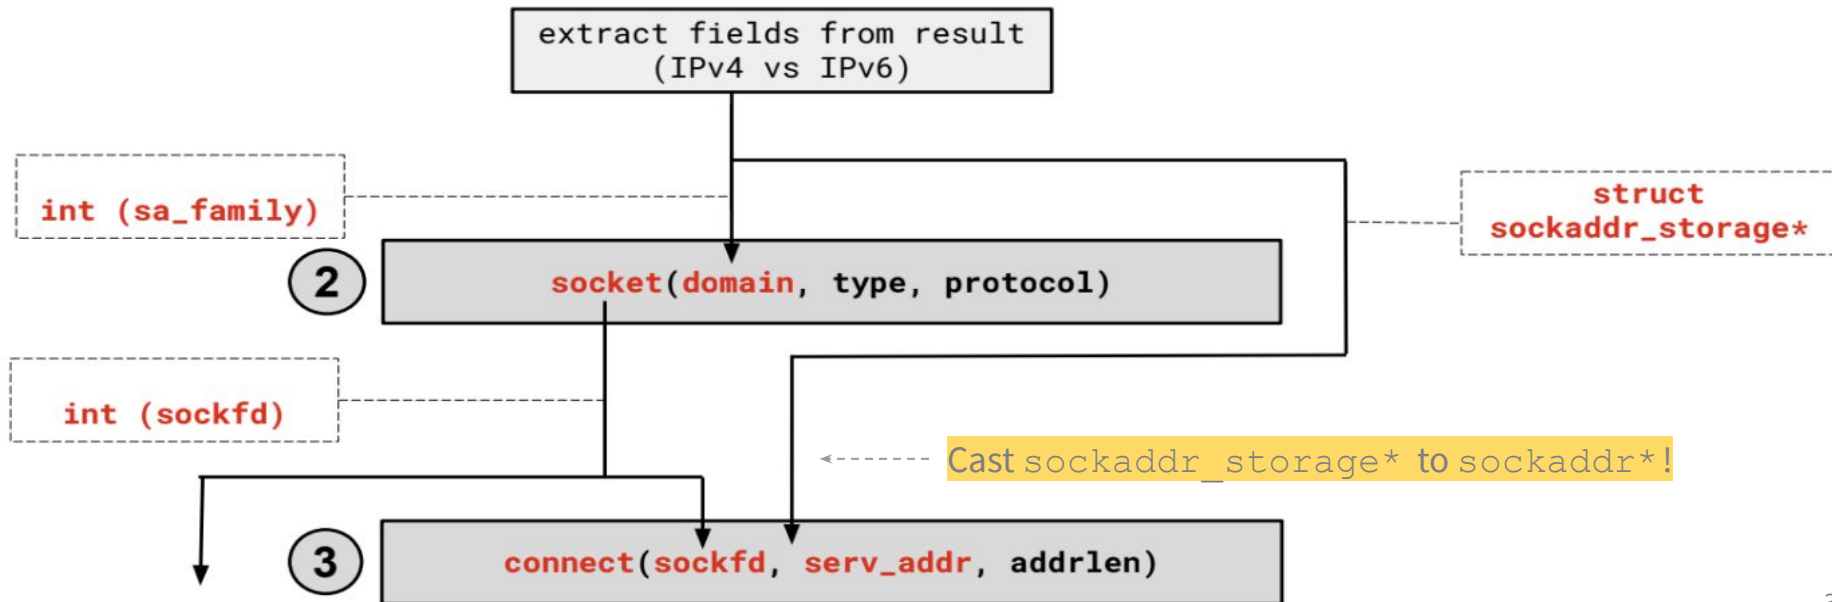 extract fields from result
(IPv4 vs IPv6)
int (sa_family)
struct
sockaddr_storage*
2
socket(domain, type, protocol)
int (sockfd)
Cast sockaddr_storage* to sockaddr*!
3
connect(sockfd, serv_addr, addrlen)